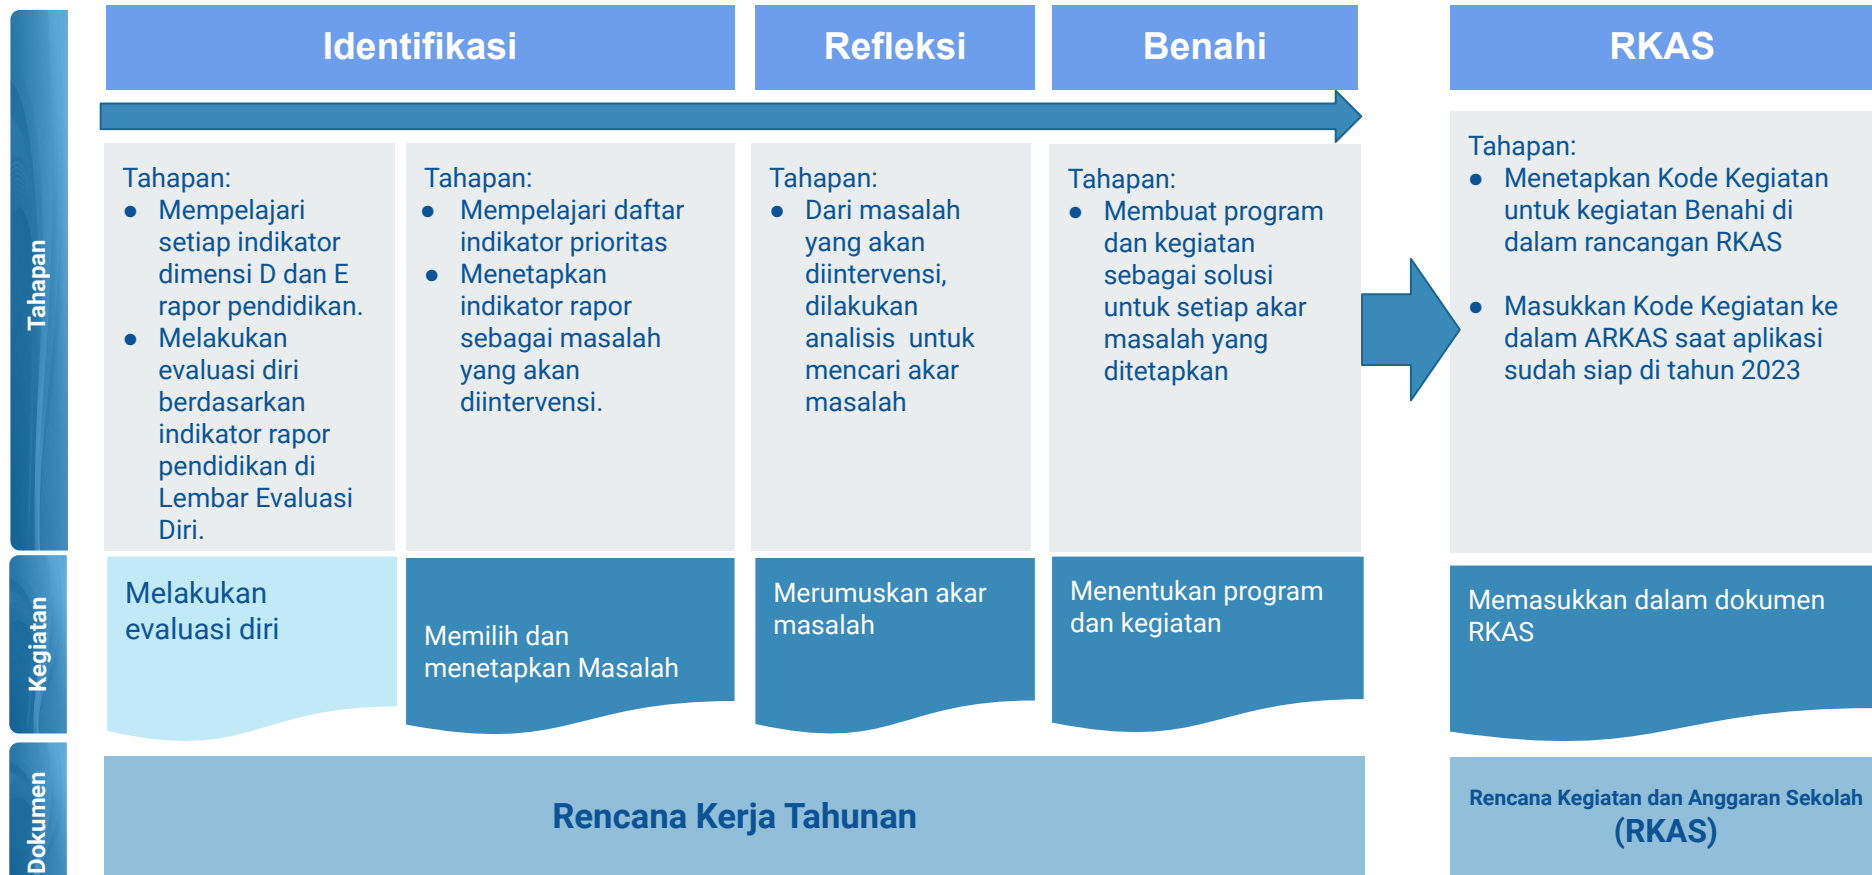 Identifikasi
Refleksi
Benahi
RKAS
Tahapan
Tahapan:
● Mempelajari
setiap indikator
dimensi D dan E
rapor pendidikan.
● Melakukan
evaluasi diri
berdasarkan
indikator rapor
pendidikan di
Lembar Evaluasi
Diri.
Tahapan:
● Mempelajari daftar
indikator prioritas
● Menetapkan
indikator rapor
sebagai masalah
yang akan
diintervensi.
Tahapan:
● Dari masalah
yang akan
diintervensi,
dilakukan
analisis untuk
mencari akar
masalah
Tahapan:
● Membuat program
dan kegiatan
sebagai solusi
untuk setiap akar
masalah yang
ditetapkan
Tahapan:
● Menetapkan Kode Kegiatan
untuk kegiatan Benahi di
dalam rancangan RKAS
● Masukkan Kode Kegiatan ke
dalam ARKAS saat aplikasi
sudah siap di tahun 2023
Kegiatan
Melakukan
evaluasi diri
Memilih dan
menetapkan Masalah
Merumuskan akar
masalah
Menentukan program
dan kegiatan
Memasukkan dalam dokumen
RKAS
Dokumen
Rencana Kerja Tahunan
Rencana Kegiatan dan Anggaran Sekolah
(RKAS)